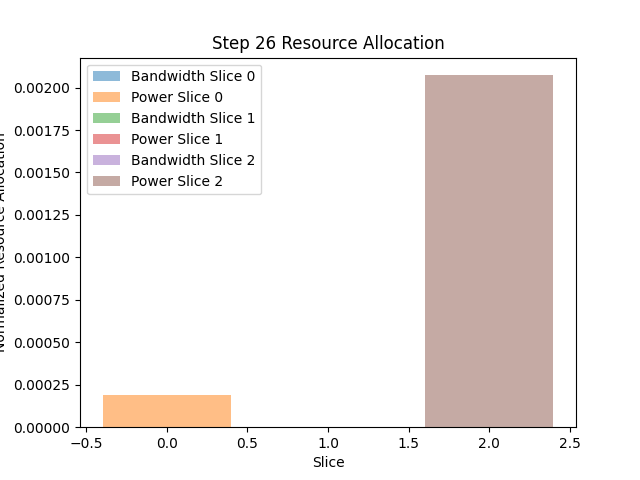 Step 26 Resource Allocation
Bandwidth Slice 0
Power Slice 0
Bandwidth Slice 1
Power Slice 1
Bandwidth Slice 2
Power Slice 2
Normalized Resource Allocation
0.00200
0.00175
0.00150
0.00125
0.00100
0.00075
0.00050
0.00025
0.00000
−0.5 0.0 0.5 1.0 1.5 2.0 2.5
Slice